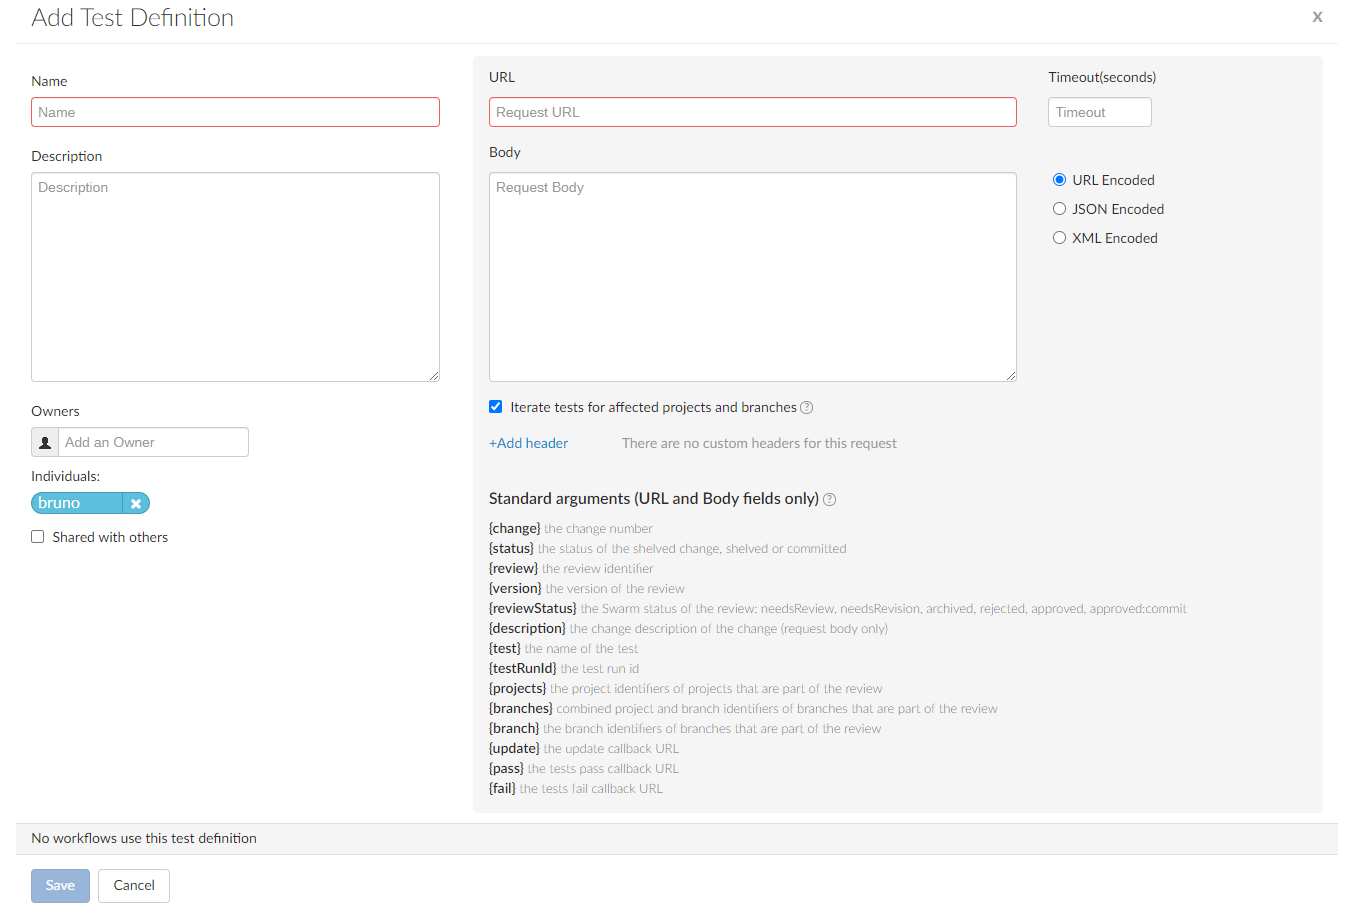 Add Test Definition
x
Name
Name
Description
Description
Owners
Add an Owner
Individuals:
bruno
Shared with others
URL
Request URL
Timeout(seconds)
Timeout
Body
Request Body
URL Encoded
JSON Encoded
XML Encoded
Iterate tests for affected projects and branches ?
+Add header There are no custom headers for this request
Standard arguments (URL and Body fields only) ?
{change} the change number
{status} the status of the shelved change, shelved or committed
{review} the review identifier
{version} the version of the review
{reviewStatus} the Swarm status of the review: needsReview, needsRevision, archived, rejected, approved, approved:commit
{description} the change description of the change (request body only)
{test} the name of the test
{testRunId} the test run id
{projects} the project identifiers of projects that are part of the review
{branches} combined project and branch identifiers of branches that are part of the review
{branch} the branch identifiers of branches that are part of the review
{update} the update callback URL
{pass} the tests pass callback URL
{fail} the tests fail callback URL
No workflows use this test definition
Save Cancel